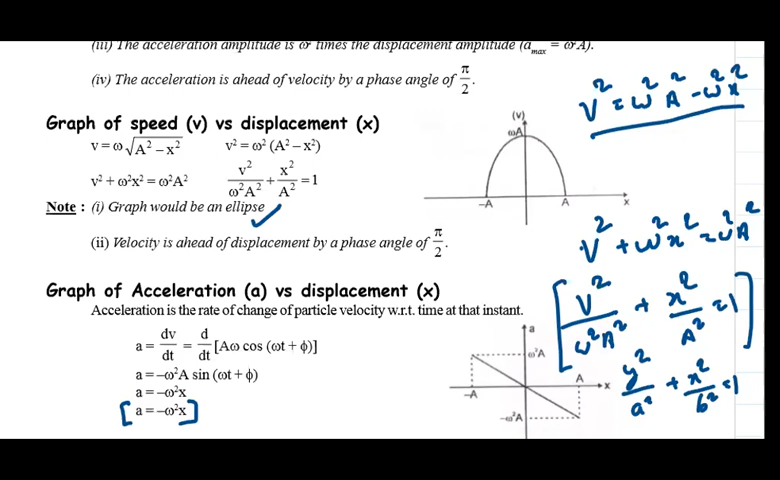 (iii) The acceleration amplitude is ω² times the displacement amplitude (a max = ω²A).
(iv) The acceleration is ahead of velocity by a phase angle of π/2.
Graph of speed (v) vs displacement (x)
v = ω√(A² – x²)    v² = ω² (A² – x²)
v² + ω²x² = ω²A²    v²/ω²A² + x²/A² = 1
Note : (i) Graph would be an ellipse
(ii) Velocity is ahead of displacement by a phase angle of π/2.
(v)
ωA
–A A x
Graph of Acceleration (a) vs displacement (x)
Acceleration is the rate of change of particle velocity w.r.t. time at that instant.
a = dv/dt = d/dt [Aω cos (ωt + ϕ)]
a = –ω²A sin (ωt + ϕ)
a = –ω²x
[a = –ω²x]
a
ω²A
–A A x
–ω²A
V² = ω²A² – ω²x²
V² + ω²x² = ω²A²
[V²/ω²A² + x²/A² = 1]
y²/a² + x²/b² = 1